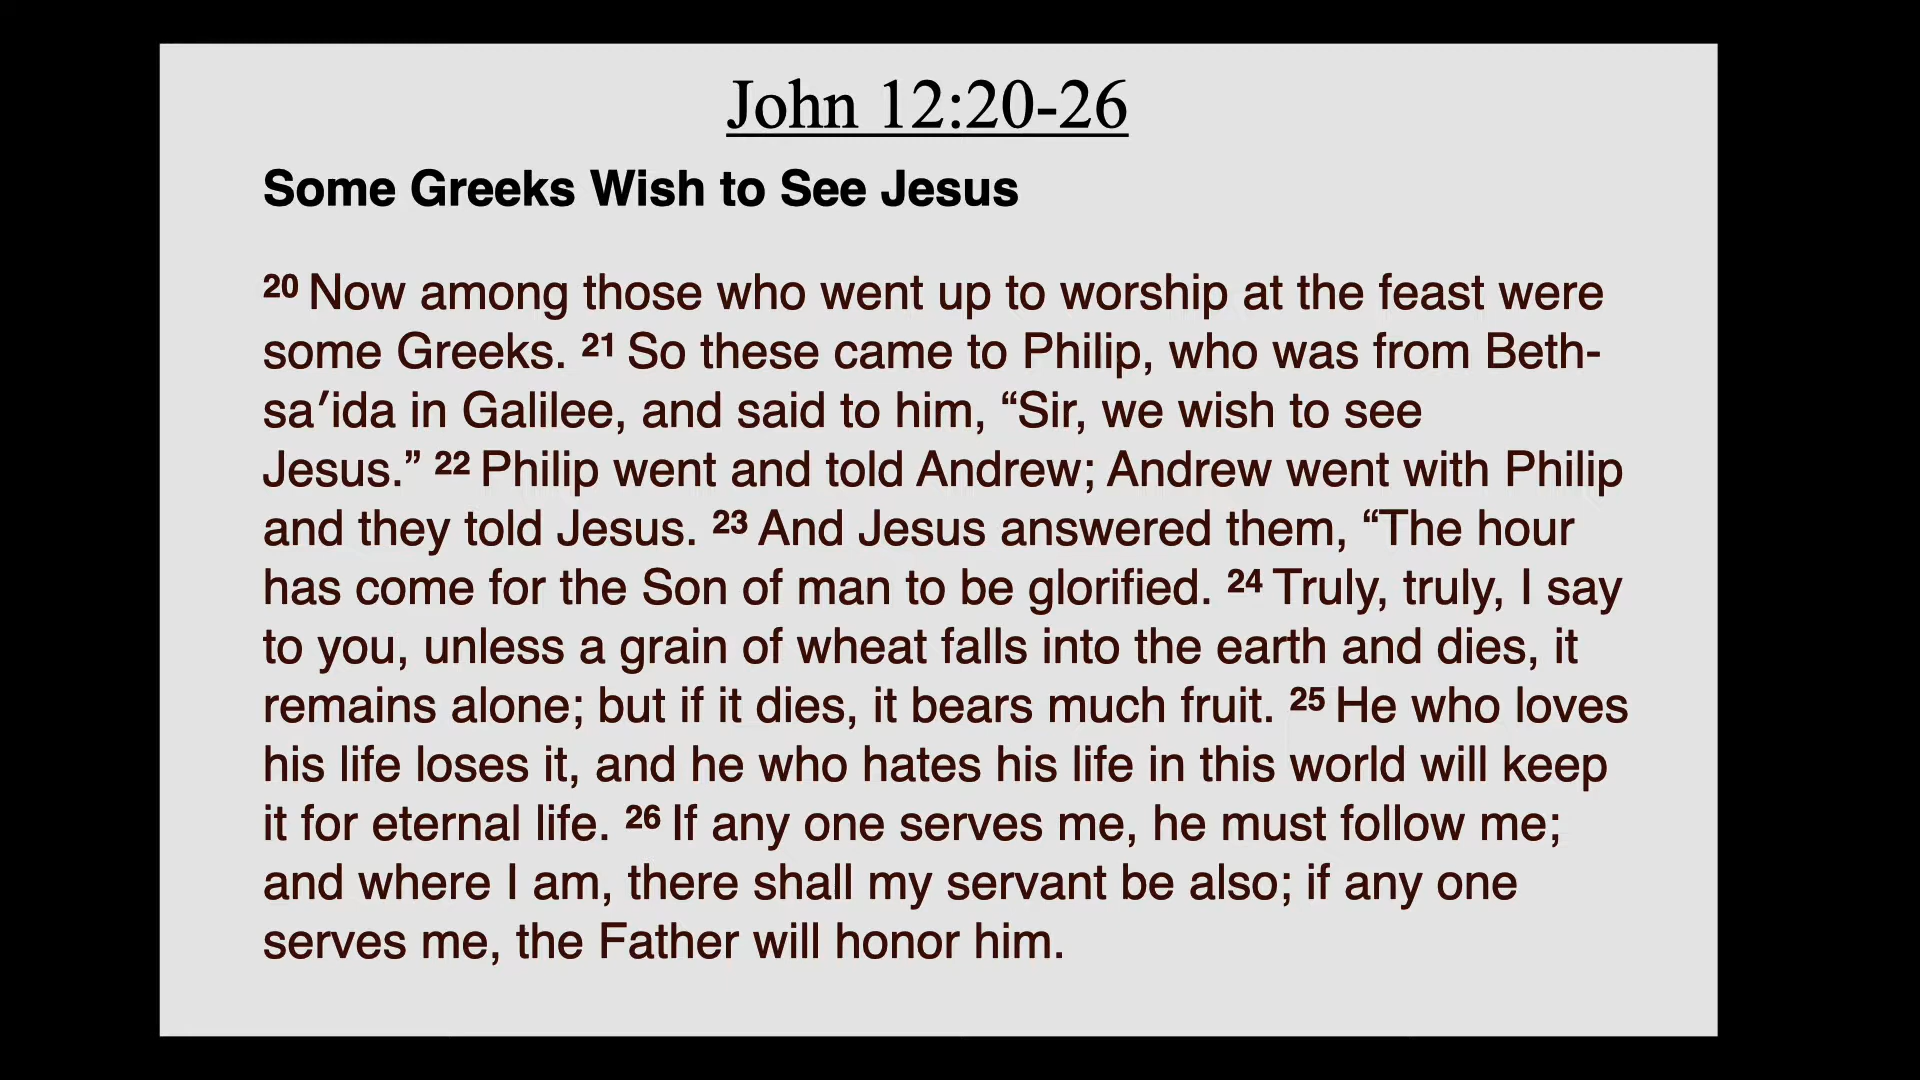 John 12:20-26
Some Greeks Wish to See Jesus
20 Now among those who went up to worship at the feast were
some Greeks. 21 So these came to Philip, who was from Beth-
sa′ida in Galilee, and said to him, “Sir, we wish to see
Jesus.” 22 Philip went and told Andrew; Andrew went with Philip
and they told Jesus. 23 And Jesus answered them, “The hour
has come for the Son of man to be glorified. 24 Truly, truly, I say
to you, unless a grain of wheat falls into the earth and dies, it
remains alone; but if it dies, it bears much fruit. 25 He who loves
his life loses it, and he who hates his life in this world will keep
it for eternal life. 26 If any one serves me, he must follow me;
and where I am, there shall my servant be also; if any one
serves me, the Father will honor him.